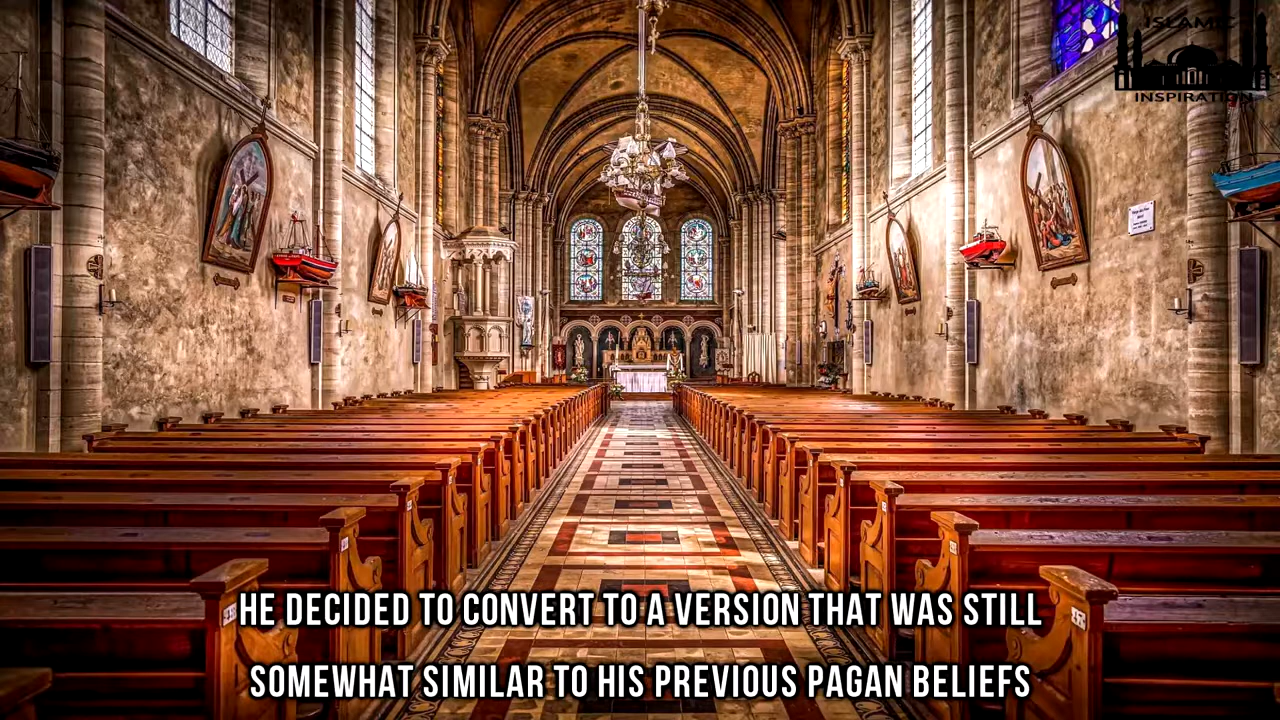 ISLAMIC
INSPIRATION
HE DECIDED TO CONVERT TO A VERSION THAT WAS STILL
SOMEWHAT SIMILAR TO HIS PREVIOUS PAGAN BELIEFS